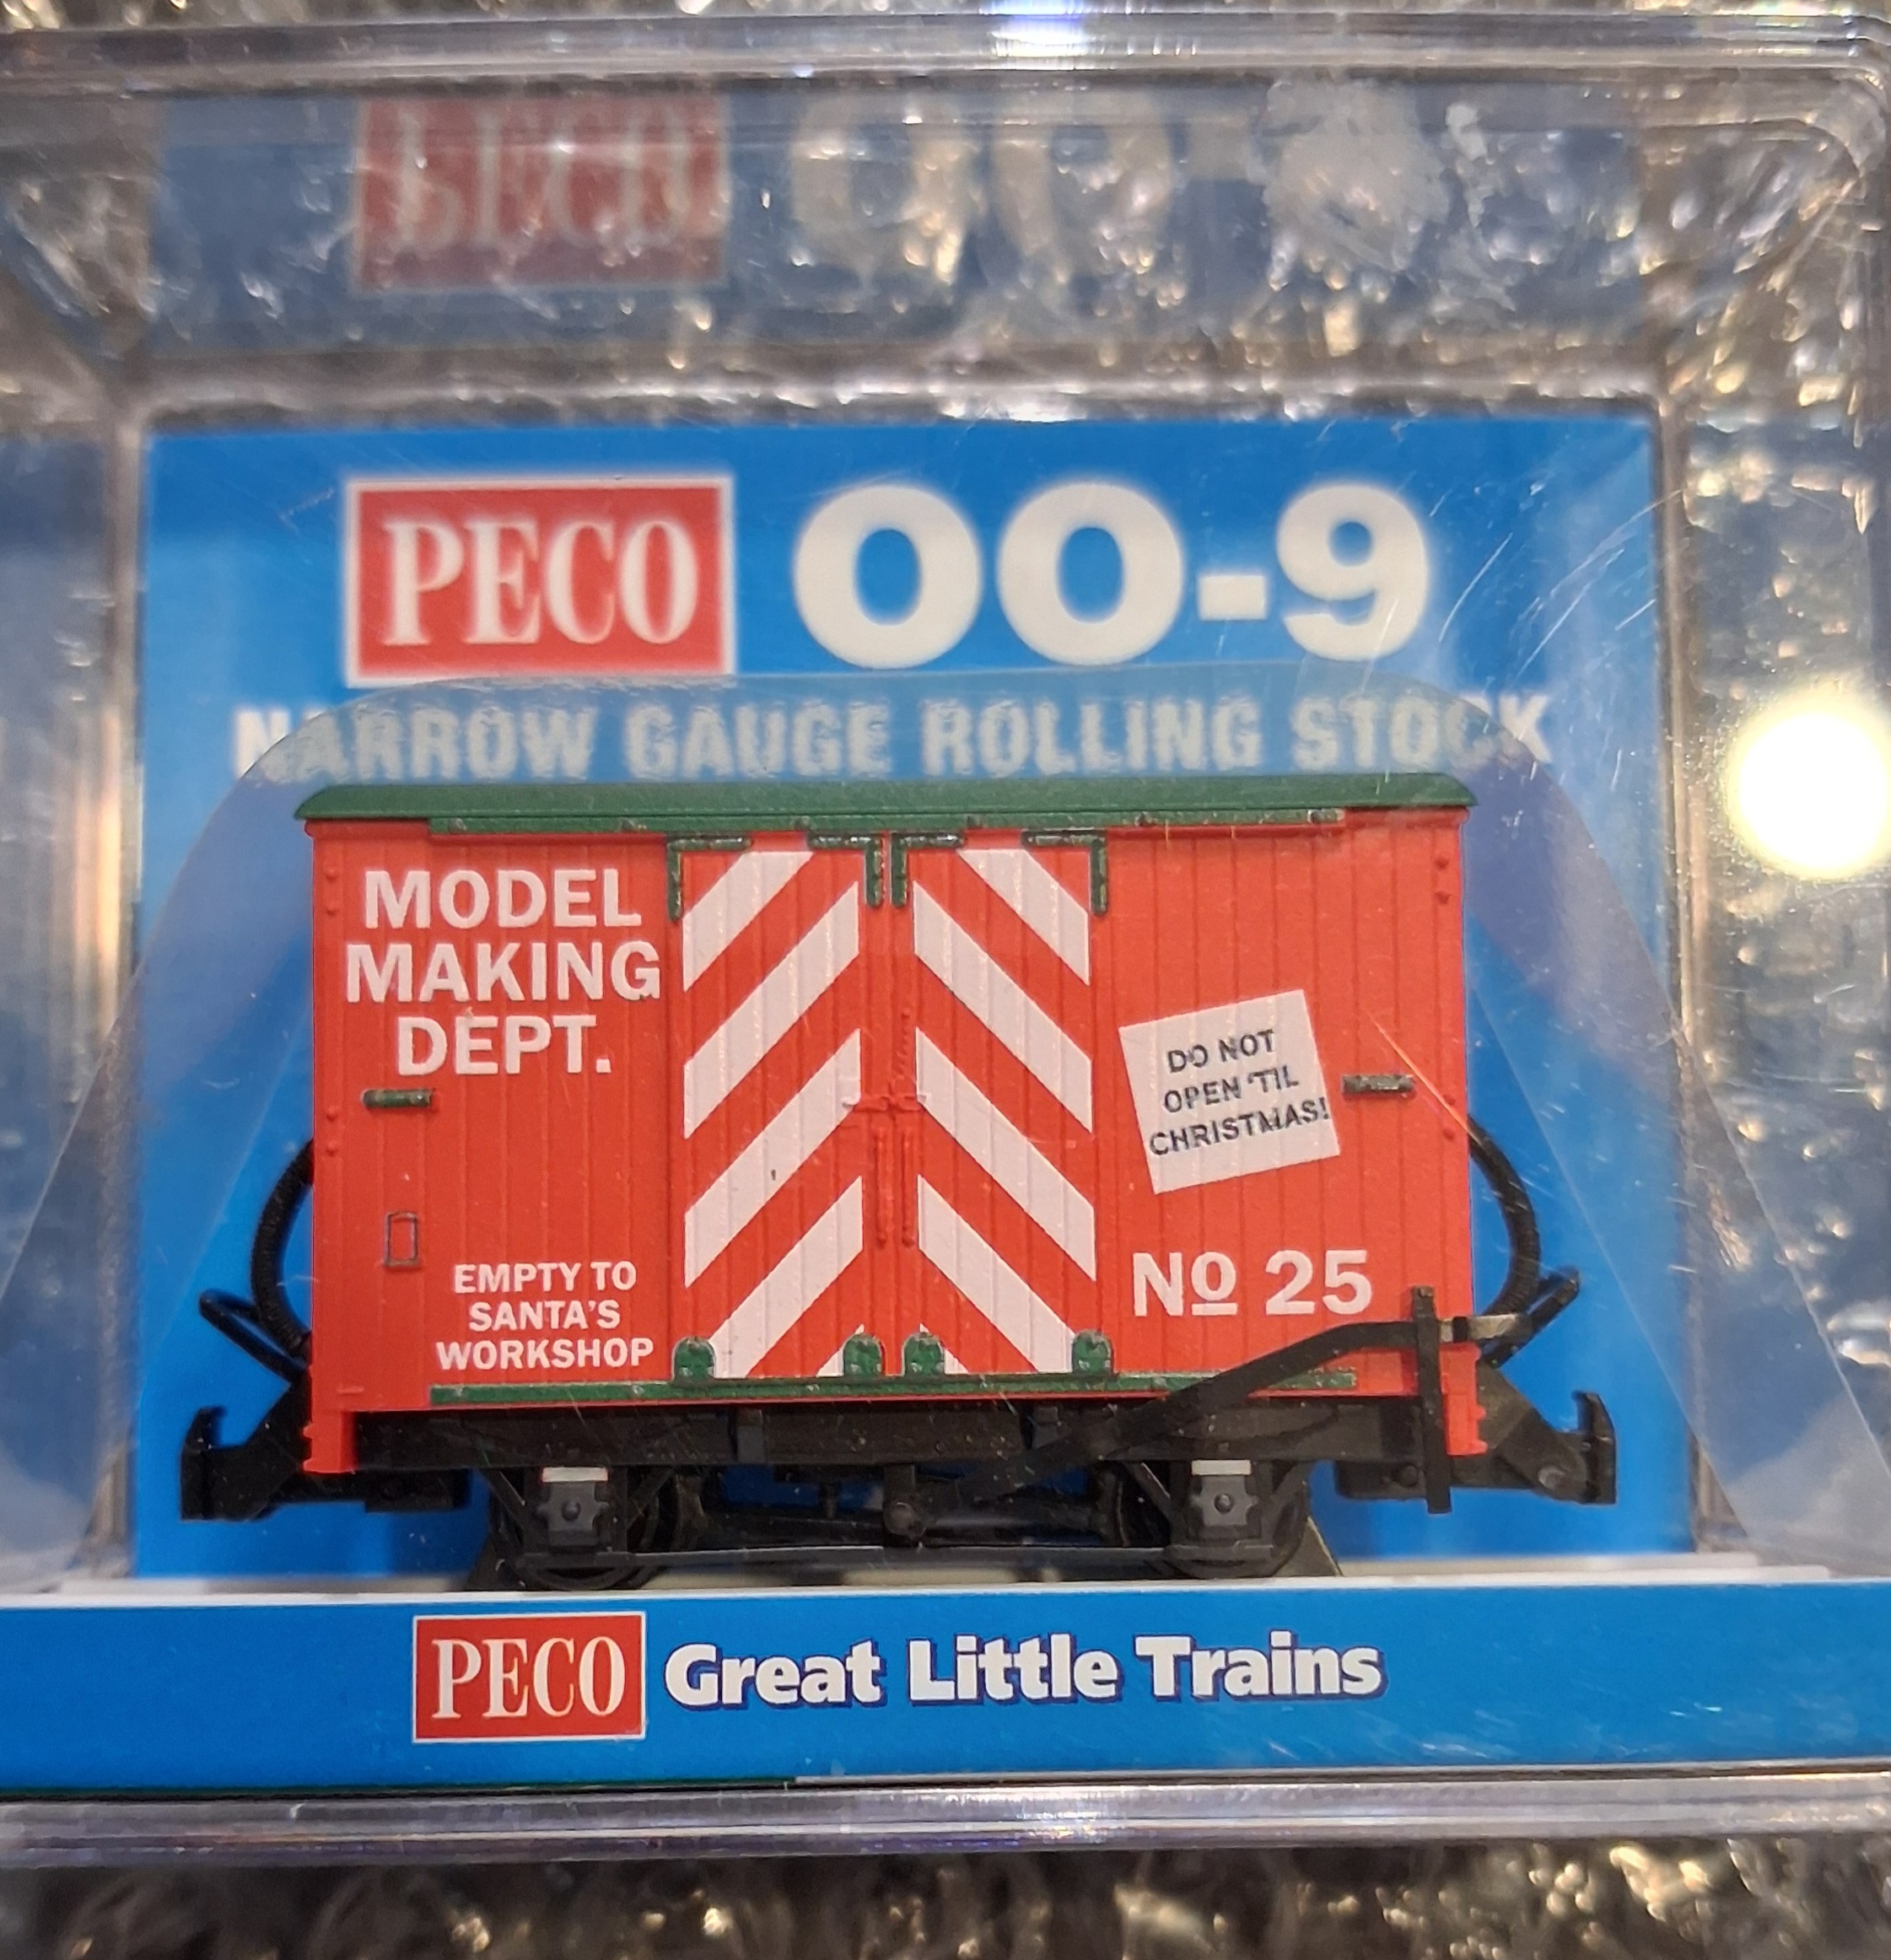 PECO OO-9
NARROW GAUGE ROLLING STOCK
MODEL
MAKING
DEPT.
DO NOT
OPEN 'TIL
CHRISTMAS!
EMPTY TO
SANTA'S
WORKSHOP
No 25
PECO Great Little Trains